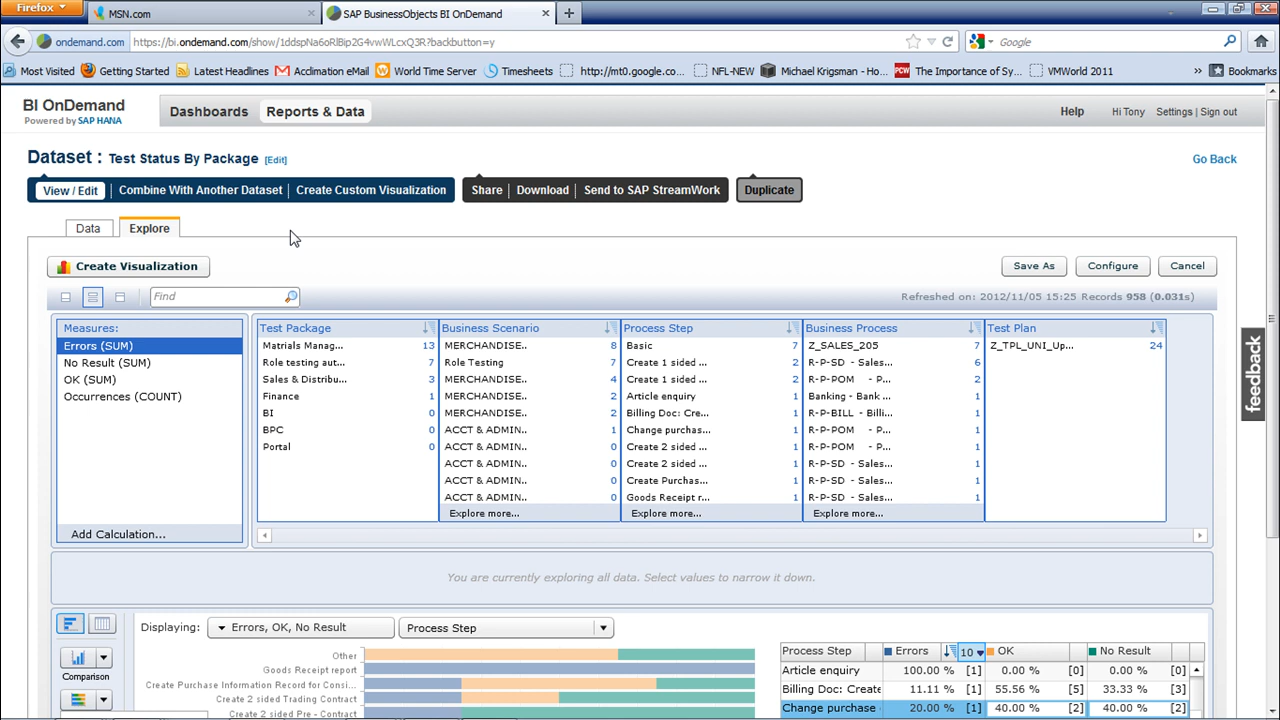 Firefox
MSN.com
SAP BusinessObjects BI OnDemand
ondemand.com
https://bi.ondemand.com/show/1ddspNa6oRlBip2G4vwWLcxQ3R?backbutton=y
Google
Most Visited Getting Started Latest Headlines Acclimation eMail World Time Server Timesheets http://mt0.google.co... NFL-NEW Michael Krigsman - Ho... PCW The Importance of Sy... VMWorld 2011 » Bookmarks
BI OnDemand
Powered by SAP HANA
Dashboards Reports & Data
Help Hi Tony Settings | Sign out
Dataset : Test Status By Package [Edit]
Go Back
View / Edit Combine With Another Dataset | Create Custom Visualization
Share | Download | Send to SAP StreamWork
Duplicate
Data Explore
Create Visualization
Save As Configure Cancel
Find
Refreshed on: 2012/11/05 15:25 Records 958 (0.031s)
Measures:
Errors (SUM)
No Result (SUM)
OK (SUM)
Occurrences (COUNT)
Add Calculation...
Test Package
Matrials Manag... 13
Role testing aut... 7
Sales & Distribu... 3
Finance 1
BI 0
BPC 0
Portal 0
Business Scenario
MERCHANDISE.. 8
Role Testing 7
MERCHANDISE.. 4
MERCHANDISE.. 2
MERCHANDISE.. 2
ACCT & ADMIN.. 1
ACCT & ADMIN.. 0
ACCT & ADMIN.. 0
ACCT & ADMIN.. 0
ACCT & ADMIN.. 0
Explore more...
Process Step
Basic 7
Create 1 sided ... 2
Create 1 sided ... 2
Article enquiry 1
Billing Doc: Cre... 1
Change purchas... 1
Create 2 sided ... 1
Create 2 sided ... 1
Create Purchas... 1
Goods Receipt r... 1
Explore more...
Business Process
Z_SALES_205 7
R-P-SD - Sales... 6
R-P-POM - P... 2
Banking - Bank ... 1
R-P-BILL - Billi... 1
R-P-POM - P... 1
R-P-POM - P... 1
R-P-SD - Sales... 1
R-P-SD - Sales... 1
R-P-SD - Sales... 1
Explore more...
Test Plan
Z_TPL_UNI_Up... 24
feedback
You are currently exploring all data. Select values to narrow it down.
Displaying: Errors, OK, No Result Process Step
Comparison
Other
Goods Receipt report
Create Purchase Information Record for Consi...
Create 2 sided Trading Contract
Create 2 sided Pre - Contract
Process Step Errors 10 OK No Result
Article enquiry 100.00 % [1] 0.00 % [0] 0.00 % [0]
Billing Doc: Create 11.11 % [1] 55.56 % [5] 33.33 % [3]
Change purchase 20.00 % [1] 40.00 % [2] 40.00 % [2]